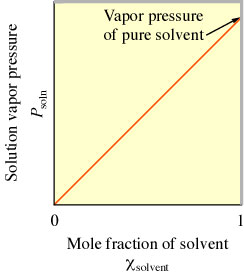 Vapor pressure
of pure solvent
Solution vapor pressure
Psoln
0
1
Mole fraction of solvent
χsolvent